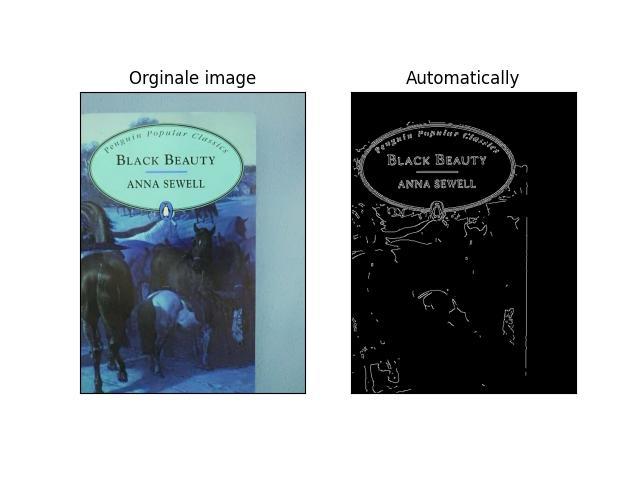 Orginale image
Automatically
Penguin Popular Classics
BLACK BEAUTY
ANNA SEWELL
Penguin Popular Classics
BLACK BEAUTY
ANNA SEWELL